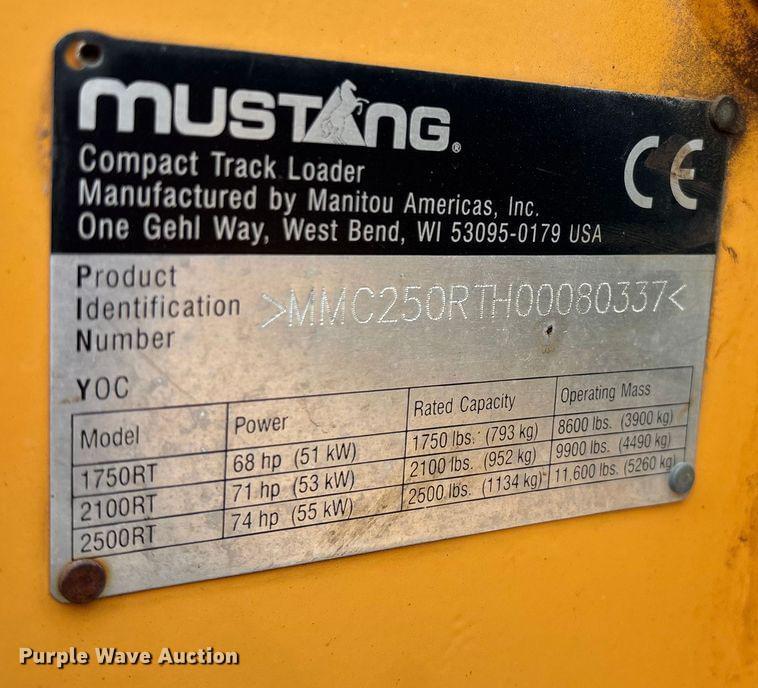 MUSTANG®
Compact Track Loader
Manufactured by Manitou Americas, Inc.
One Gehl Way, West Bend, WI 53095-0179 USA
CE
Product
Identification >MMC250RTH00080337<
Number
YOC
Model Power Rated Capacity Operating Mass
1750RT 68 hp (51 kW) 1750 lbs. (793 kg) 8600 lbs. (3900 kg)
2100RT 71 hp (53 kW) 2100 lbs. (952 kg) 9900 lbs. (4490 kg)
2500RT 74 hp (55 kW) 2500 lbs. (1134 kg) 11.600 lbs. (5260 kg)
Purple Wave Auction